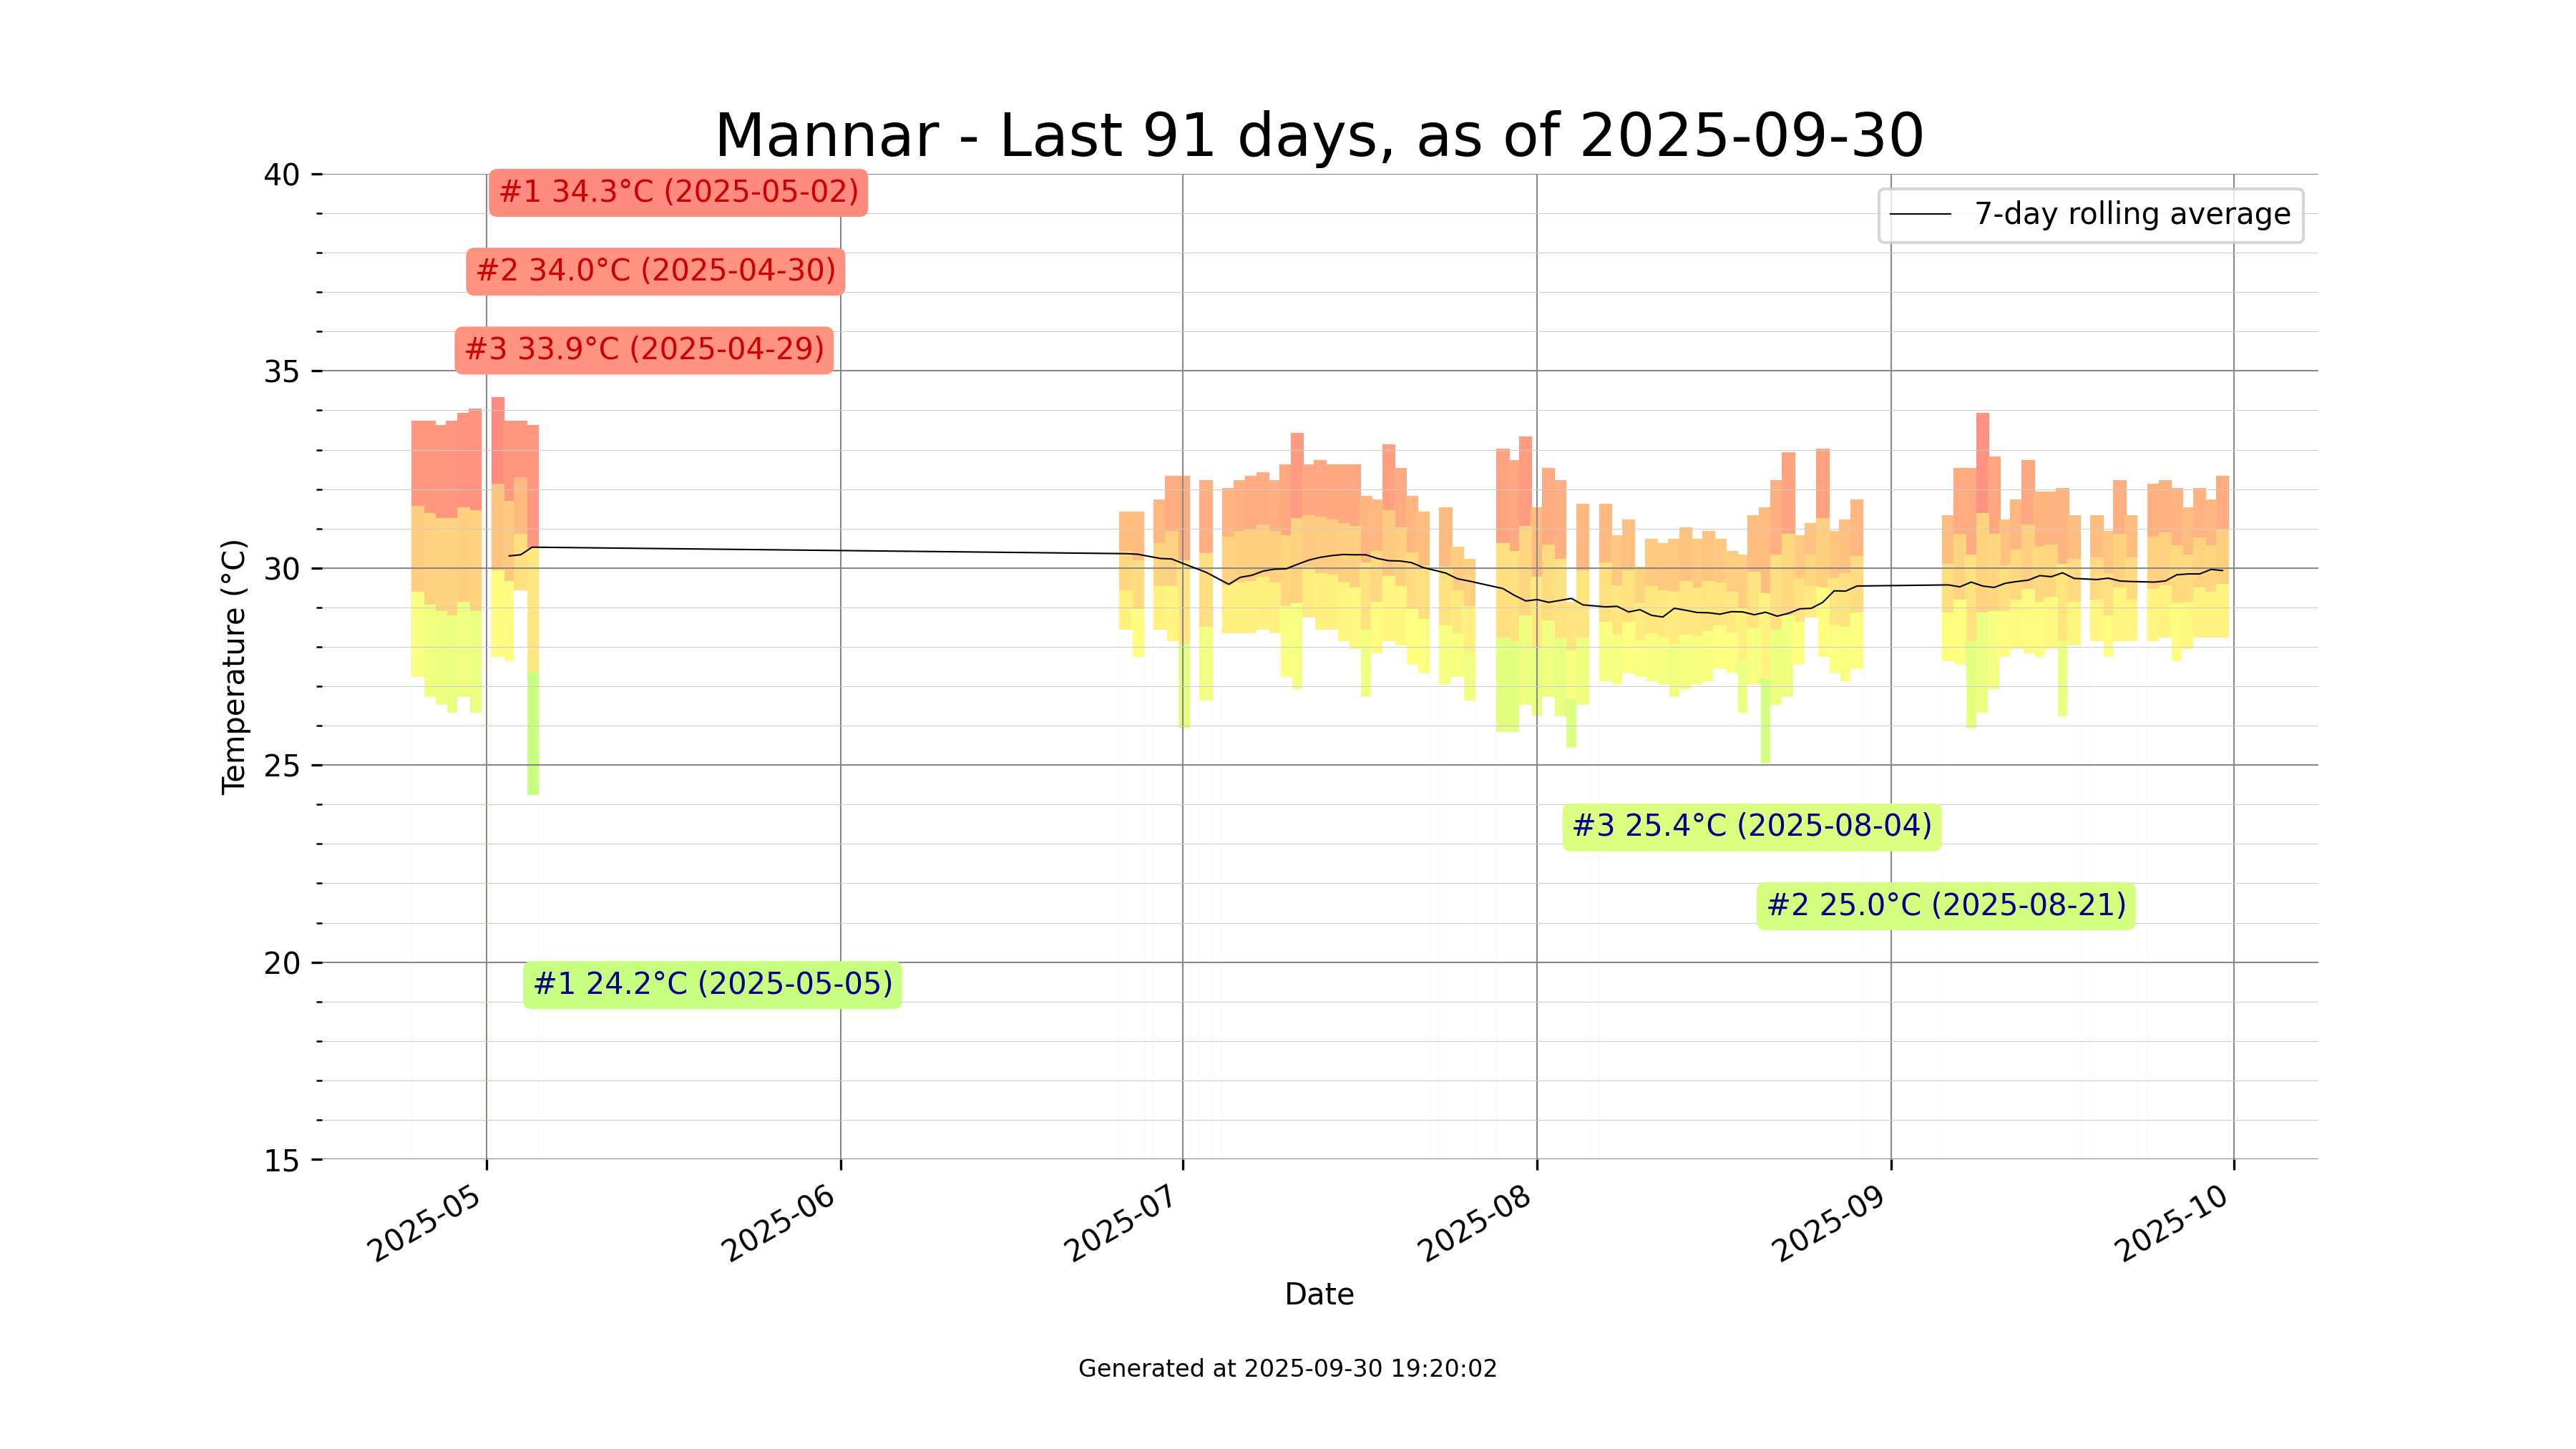 Mannar - Last 91 days, as of 2025-09-30
40
35
30
25
20
15
Temperature (°C)
#1 34.3°C (2025-05-02)
#2 34.0°C (2025-04-30)
#3 33.9°C (2025-04-29)
7-day rolling average
#3 25.4°C (2025-08-04)
#2 25.0°C (2025-08-21)
#1 24.2°C (2025-05-05)
2025-05
2025-06
2025-07
2025-08
2025-09
2025-10
Date
Generated at 2025-09-30 19:20:02